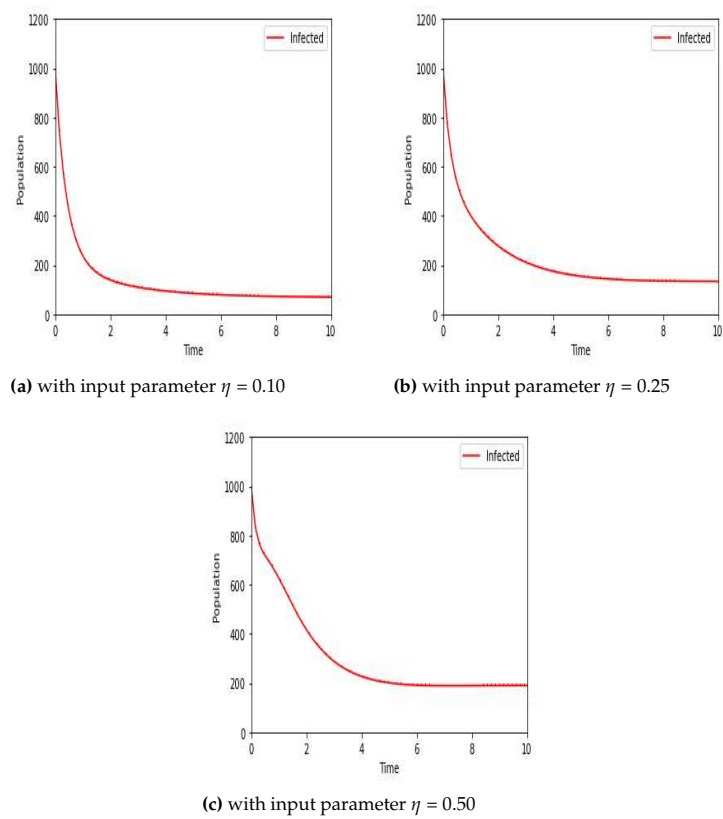 1200
1000
800
600
400
200
0
Population
0 2 4 6 8 10
Time
Infected
(a) with input parameter η = 0.10
1200
1000
800
600
400
200
0
Population
0 2 4 6 8 10
Time
Infected
(b) with input parameter η = 0.25
1200
1000
800
600
400
200
0
Population
0 2 4 6 8 10
Time
Infected
(c) with input parameter η = 0.50